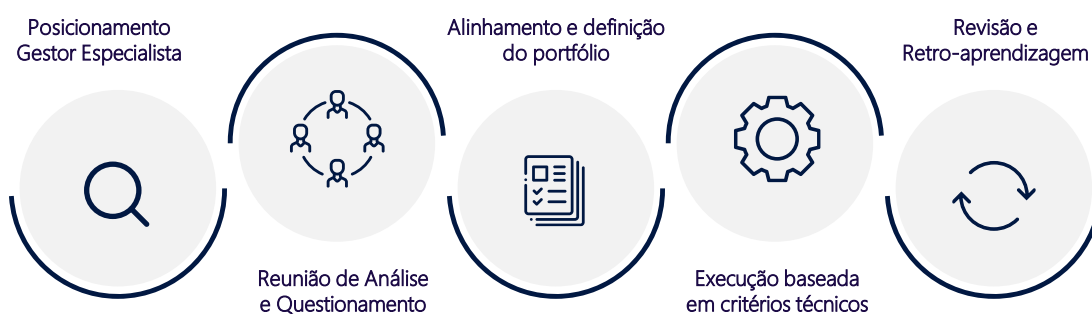 Posicionamento
Gestor Especialista
Reunião de Análise
e Questionamento
Alinhamento e definição
do portfólio
Execução baseada
em critérios técnicos
Revisão e
Retro-aprendizagem